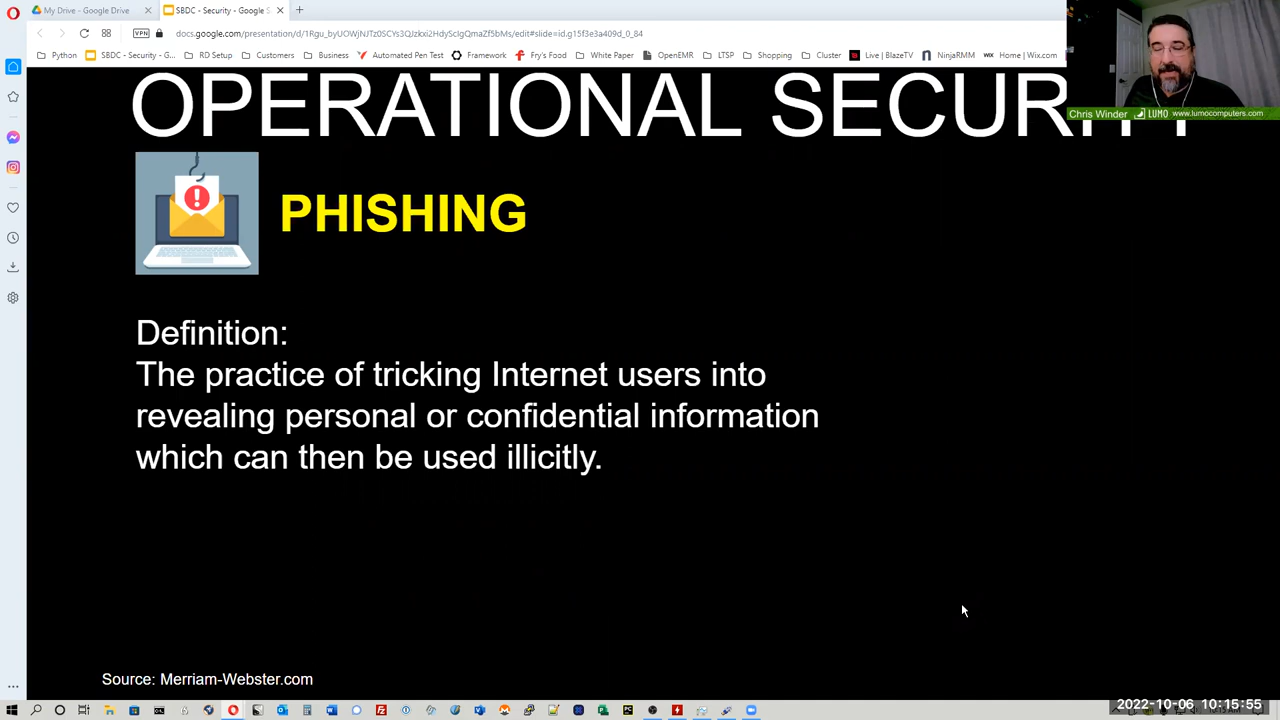 My Drive - Google Drive
SBDC - Security - Google S
VPN
docs.google.com/presentation/d/1Rgu_byUOWjNJTz0SCYs3QJzkxi2HdyScIgQmaZf5bMs/edit#slide=id.g15f3e3a409d_0_84
Python SBDC - Security - G... RD Setup Customers Business Automated Pen Test Framework Fry's Food White Paper OpenEMR LTSP Shopping Cluster Live | BlazeTV NinjaRMM Home | Wix.com
OPERATIONAL SECURITY
Chris Winder LUMO www.lumocomputers.com
PHISHING
Definition:
The practice of tricking Internet users into
revealing personal or confidential information
which can then be used illicitly.
Source: Merriam-Webster.com
2022-10-06 10:15:55